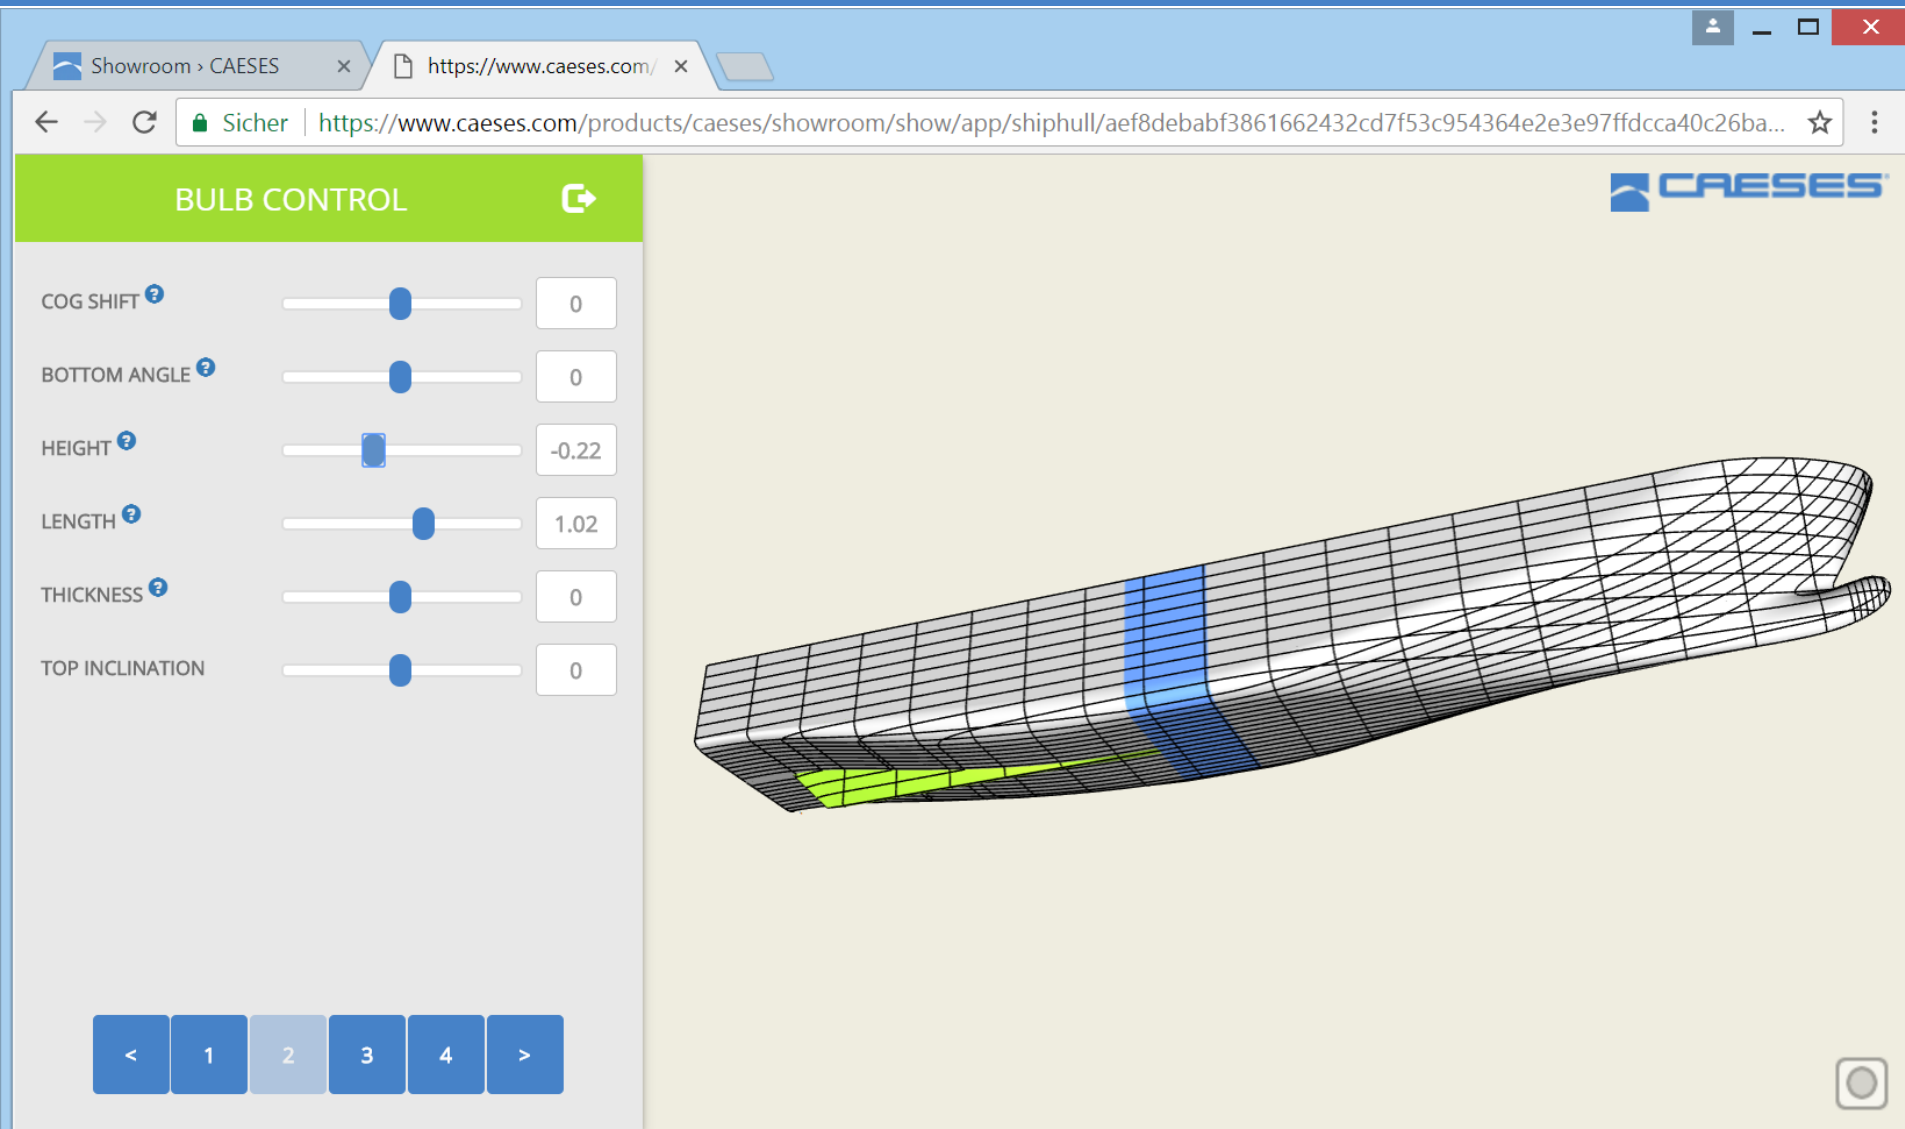 Showroom › CAESES
https://www.caeses.com/
Sicher https://www.caeses.com/products/caeses/showroom/show/app/shiphull/aef8debabf3861662432cd7f53c954364e2e3e97ffdcca40c26ba...
BULB CONTROL
CAESES
COG SHIFT ? 0
BOTTOM ANGLE ? 0
HEIGHT ? -0.22
LENGTH ? 1.02
THICKNESS ? 0
TOP INCLINATION 0
< 1 2 3 4 >